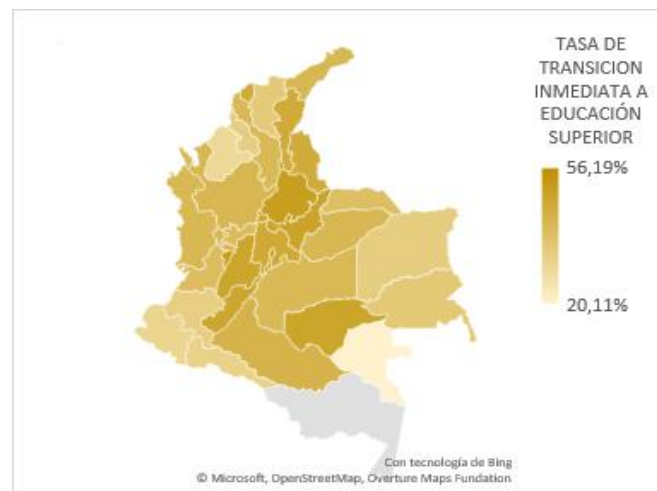 TASA DE
TRANSICION
INMEDIATA A
EDUCACIÓN
SUPERIOR
56,19%
20,11%
Con tecnología de Bing
© Microsoft, OpenStreetMap, Overture Maps Fundation